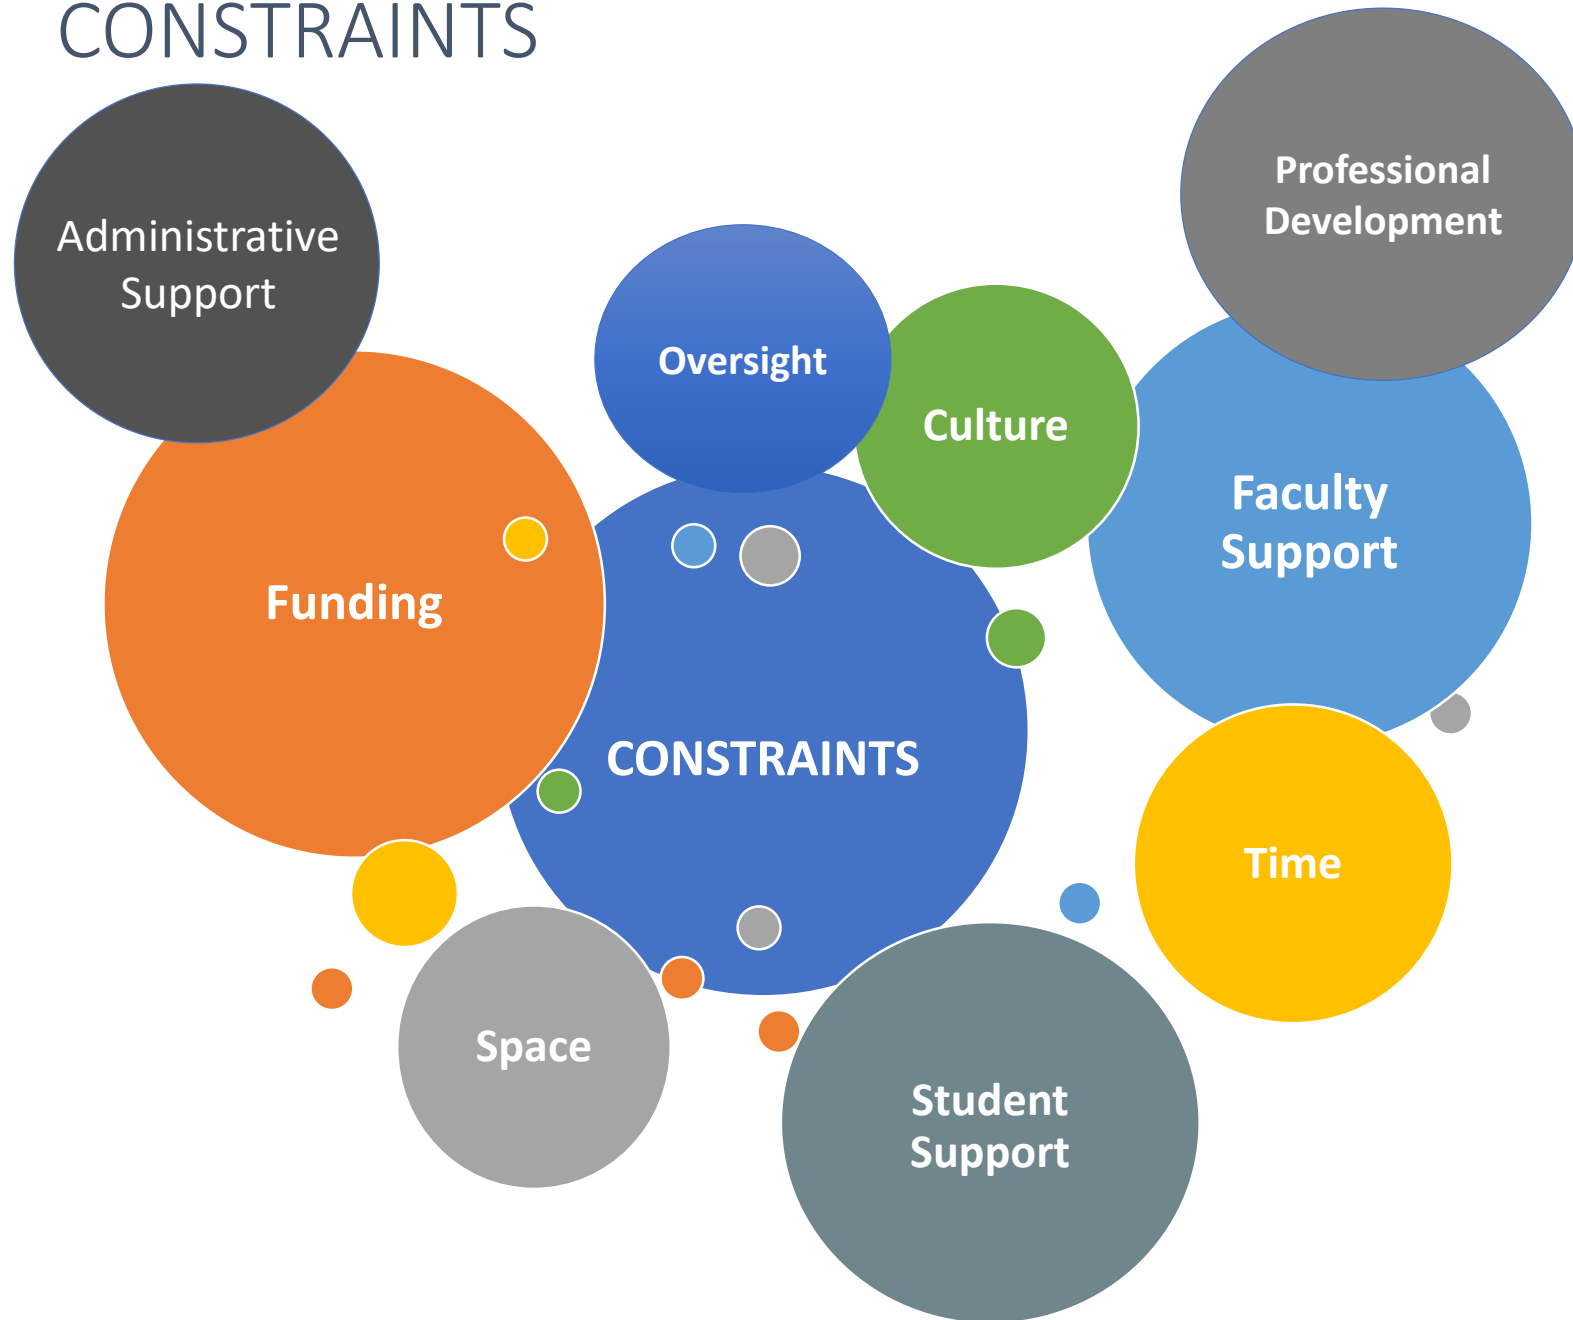 CONSTRAINTS
Administrative
Support
Professional
Development
Oversight
Culture
Faculty
Support
Funding
CONSTRAINTS
Time
Space
Student
Support